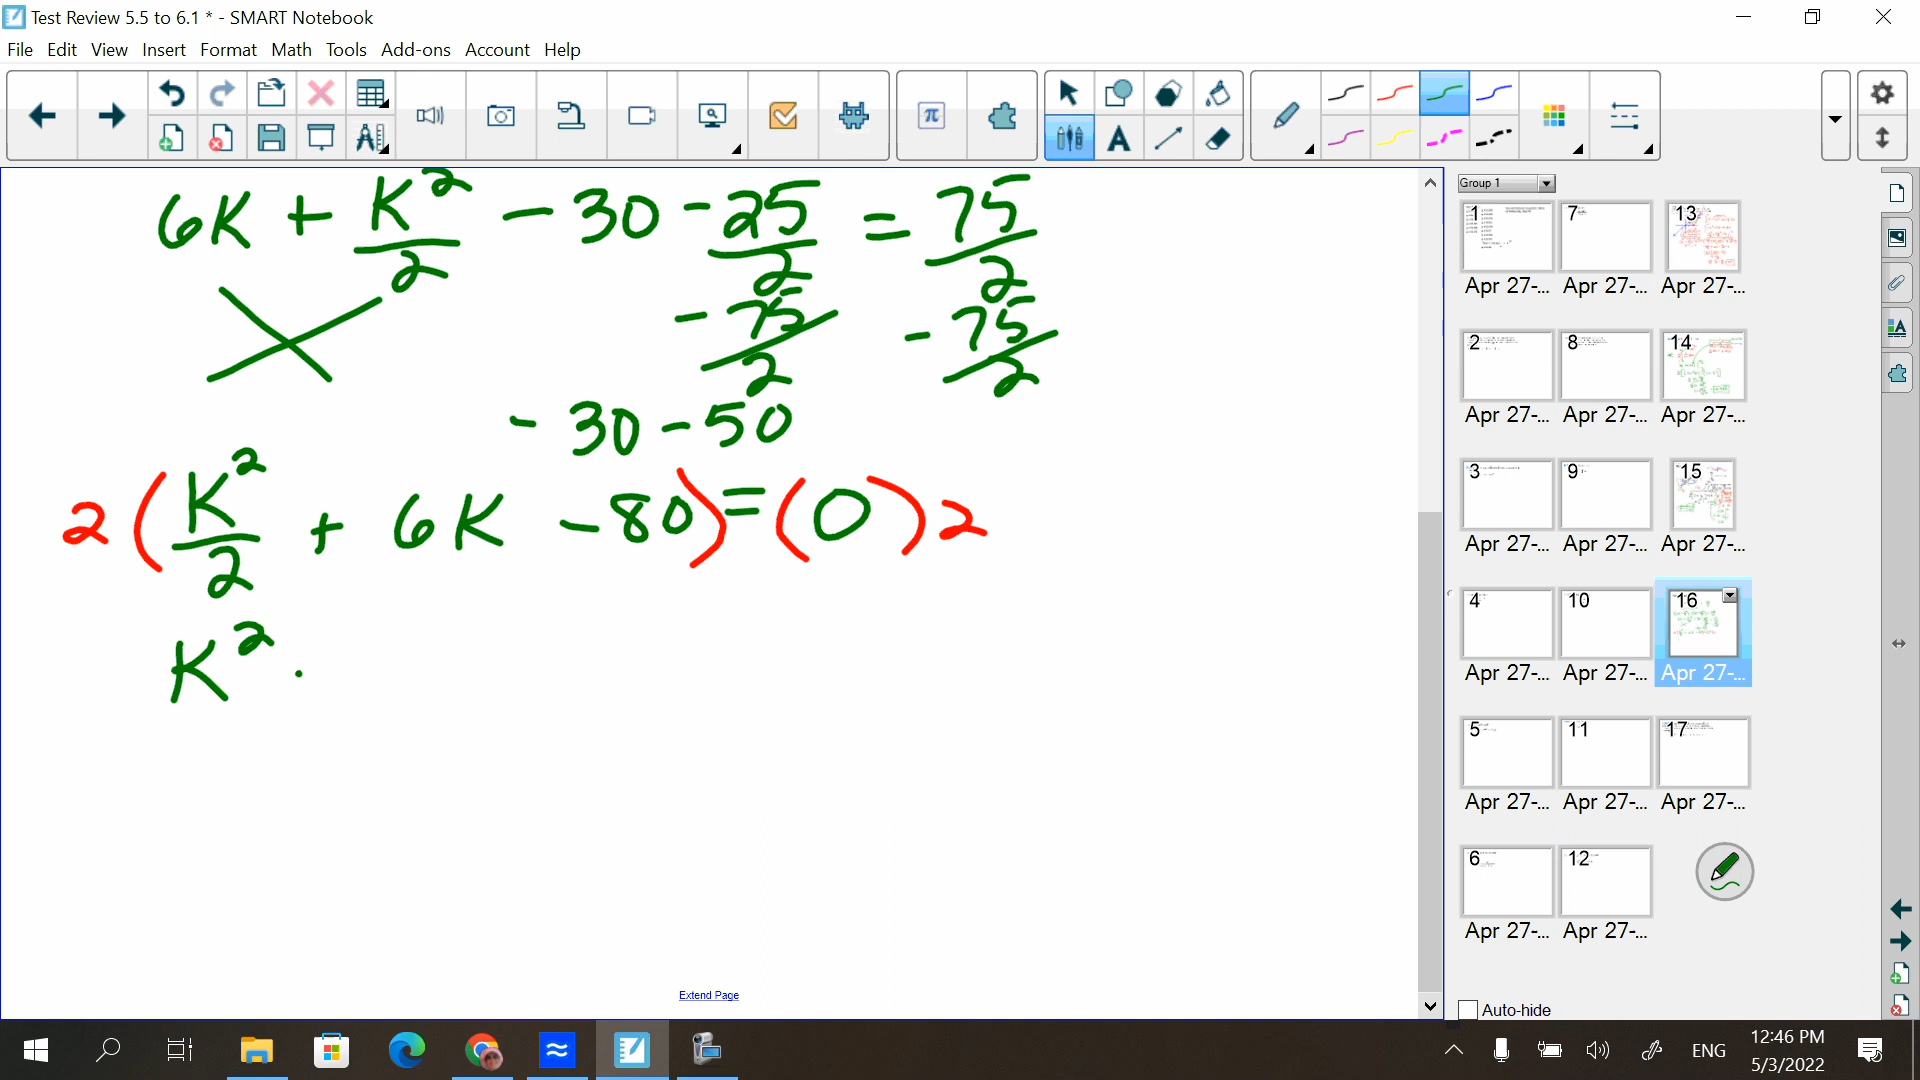 Test Review 5.5 to 6.1 * - SMART Notebook
File Edit View Insert Format Math Tools Add-ons Account Help
6K + K²/2 - 30 - 25/2 = 75/2
- 75/2 - 75/2
- 30 - 50
2 ( K²/2 + 6K - 80 ) = ( 0 ) 2
K² .
Extend Page
Group 1
1 7 13
Apr 27-... Apr 27-... Apr 27-...
2 8 14
Apr 27-... Apr 27-... Apr 27-...
3 9 15
Apr 27-... Apr 27-... Apr 27-...
4 10 16
Apr 27-... Apr 27-... Apr 27-...
5 11 17
Apr 27-... Apr 27-... Apr 27-...
6 12
Apr 27-... Apr 27-...
Auto-hide
ENG
12:46 PM
5/3/2022